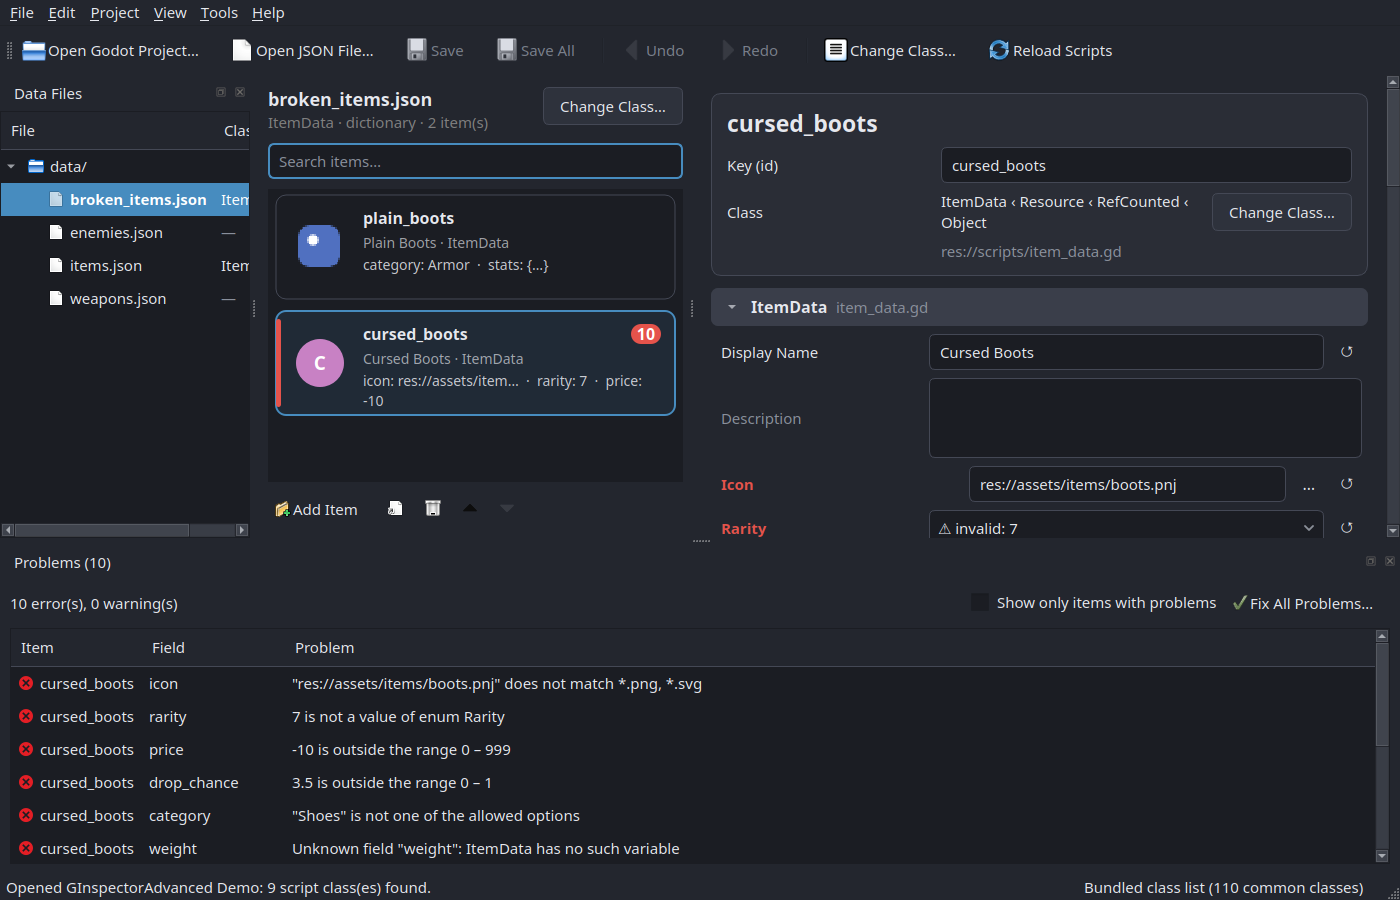 File Edit Project View Tools Help
Open Godot Project... Open JSON File... Save Save All Undo Redo Change Class... Reload Scripts
Data Files
File Clas
data/
broken_items.json Item
enemies.json —
items.json Item
weapons.json —
broken_items.json
ItemData · dictionary · 2 item(s)
Change Class...
Search items...
plain_boots
Plain Boots · ItemData
category: Armor · stats: {...}
cursed_boots 10
C
Cursed Boots · ItemData
icon: res://assets/item... · rarity: 7 · price:
-10
Add Item
cursed_boots
Key (id) cursed_boots
Class ItemData ‹ Resource ‹ RefCounted ‹
Object
Change Class...
res://scripts/item_data.gd
ItemData item_data.gd
Display Name Cursed Boots
Description
Icon res://assets/items/boots.pnj ...
Rarity ⚠ invalid: 7
Problems (10)
10 error(s), 0 warning(s)
Show only items with problems Fix All Problems...
Item Field Problem
cursed_boots icon "res://assets/items/boots.pnj" does not match *.png, *.svg
cursed_boots rarity 7 is not a value of enum Rarity
cursed_boots price -10 is outside the range 0 – 999
cursed_boots drop_chance 3.5 is outside the range 0 – 1
cursed_boots category "Shoes" is not one of the allowed options
cursed_boots weight Unknown field "weight": ItemData has no such variable
Opened GInspectorAdvanced Demo: 9 script class(es) found.
Bundled class list (110 common classes)